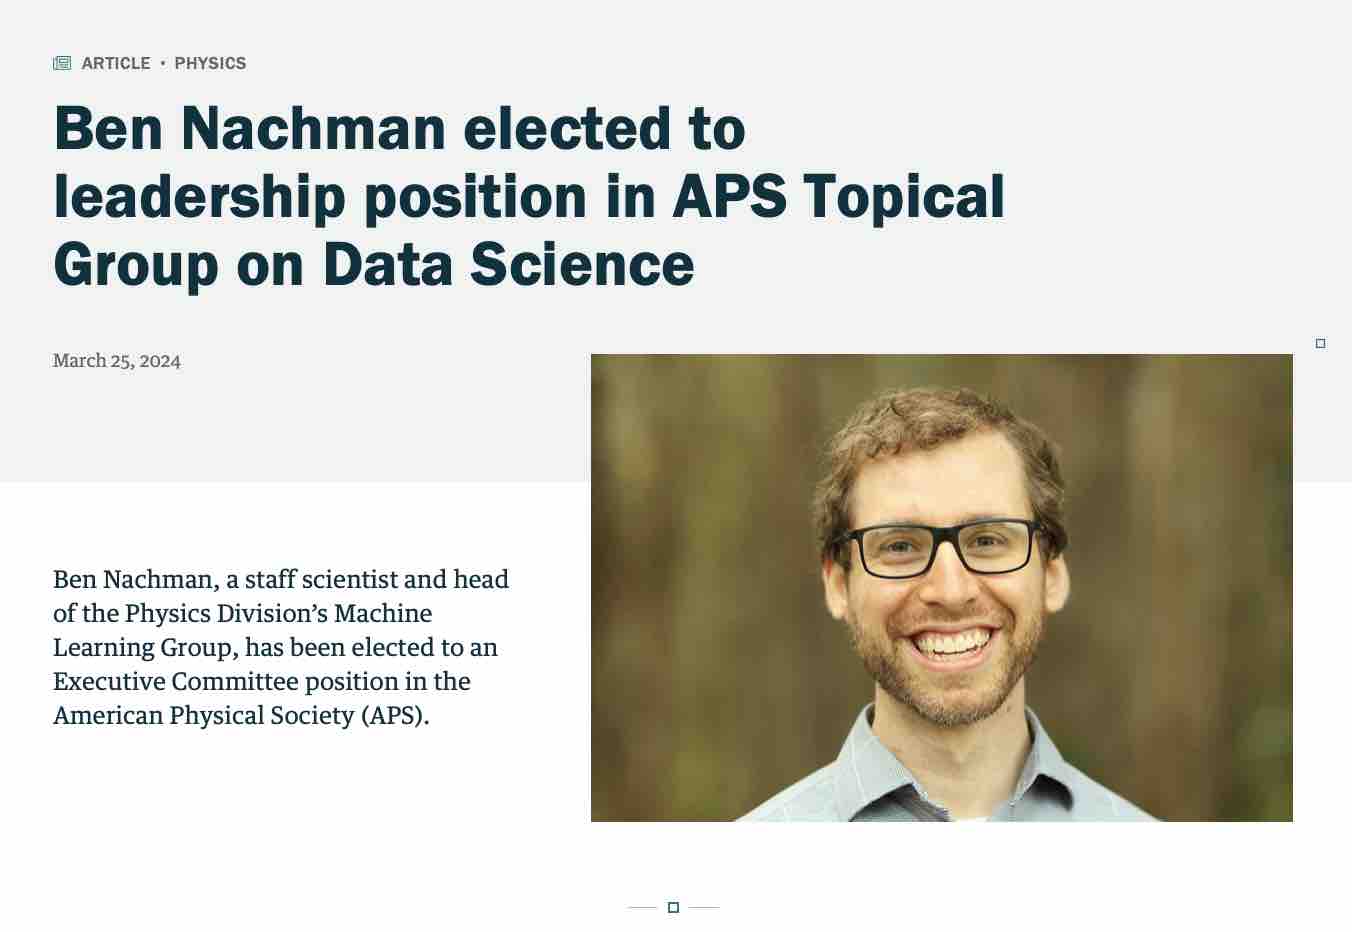 ARTICLE • PHYSICS
Ben Nachman elected to
leadership position in APS Topical
Group on Data Science
March 25, 2024
Ben Nachman, a staff scientist and head
of the Physics Division’s Machine
Learning Group, has been elected to an
Executive Committee position in the
American Physical Society (APS).